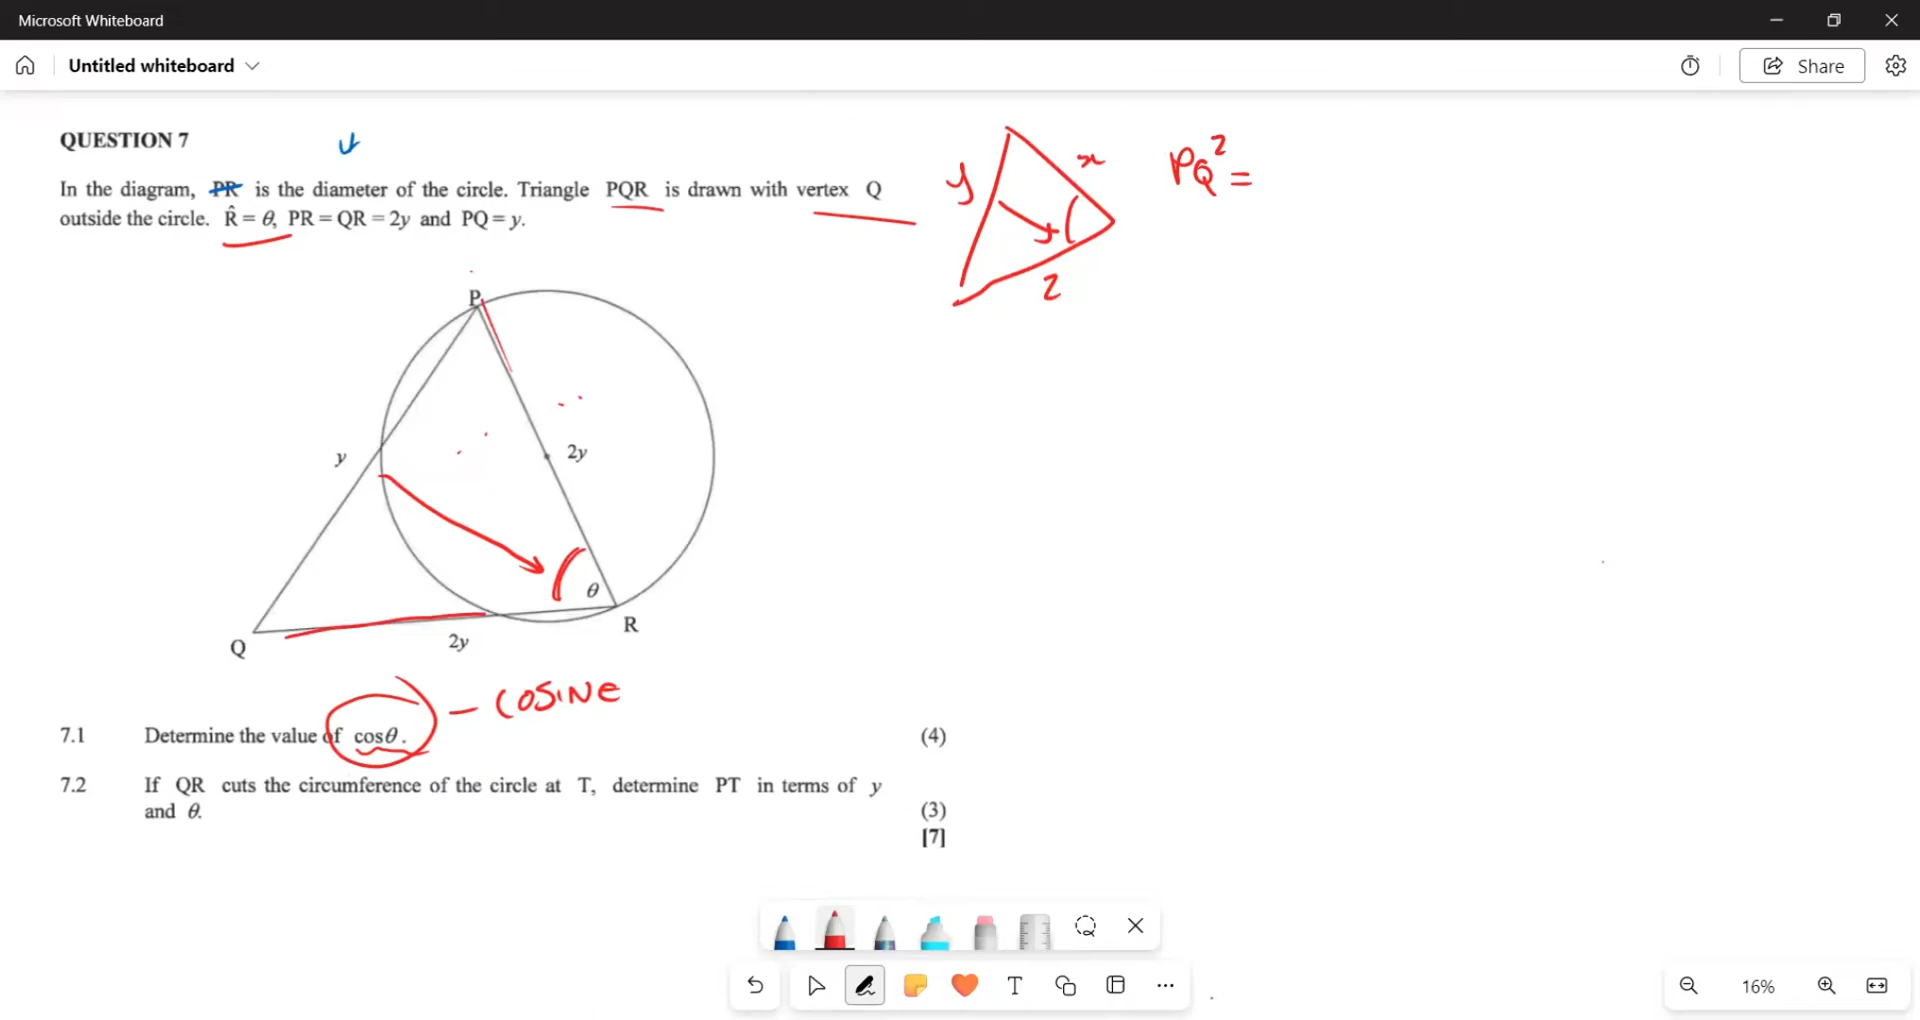 Microsoft Whiteboard
Untitled whiteboard
Share
QUESTION 7
In the diagram, PR is the diameter of the circle. Triangle PQR is drawn with vertex Q
outside the circle. R̂ = θ, PR = QR = 2y and PQ = y.
y
x
z
PQ² =
P
y
2y
θ
R
Q
2y
COSINE
7.1 Determine the value of cosθ. (4)
7.2 If QR cuts the circumference of the circle at T, determine PT in terms of y
and θ. (3)
[7]
16%